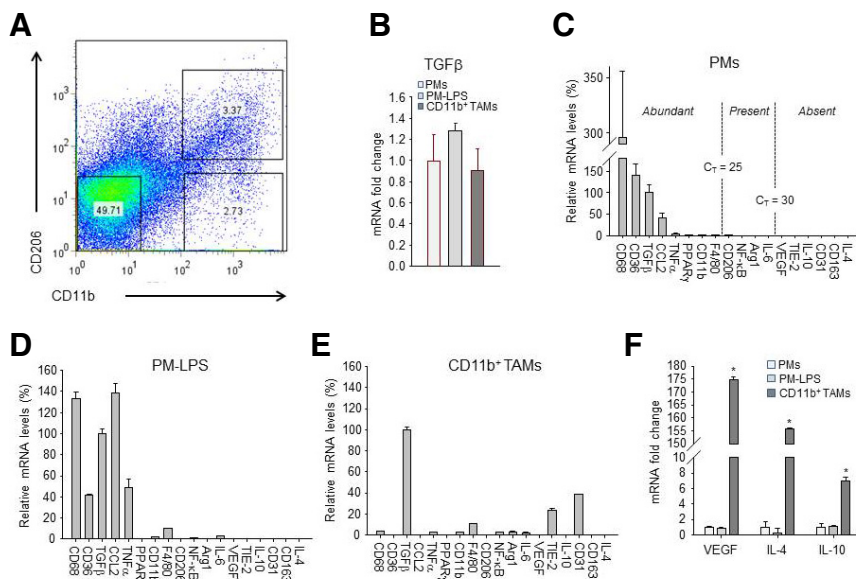 A
CD206
10³
10²
10¹
10⁰
3.37
49.71
2.73
10⁰ 10¹ 10² 10³
CD11b
B
TGFβ
PMs
PM-LPS
CD11b⁺ TAMs
mRNA fold change
1.6
1.4
1.2
1.0
0.8
0.6
0.4
0.2
0.0
C
PMs
Relative mRNA levels (%)
350
300
150
100
50
0
Abundant Present Absent
C_T = 25
C_T = 30
CD68 CD36 TGFβ CCL2 TNFα PPARγ CD11b F4/80 CD206 NF-κB Arg1 IL-6 VEGF TIE-2 IL-10 CD31 CD163 IL-4
D
PM-LPS
Relative mRNA levels (%)
160
140
120
100
80
60
40
20
0
CD68 CD36 TGFβ CCL2 TNFα PPARγ CD11b F4/80 CD206 NF-κB Arg1 IL-6 VEGF TIE-2 IL-10 CD31 CD163 IL-4
E
CD11b⁺ TAMs
Relative mRNA levels (%)
160
140
120
100
80
60
40
20
0
CD68 CD36 TGFβ CCL2 TNFα PPARγ CD11b F4/80 CD206 NF-κB Arg1 IL-6 VEGF TIE-2 IL-10 CD31 CD163 IL-4
F
PMs
PM-LPS
CD11b⁺ TAMs
mRNA fold change
180
175
170
165
160
155
150
10
8
6
4
2
0
* * *
VEGF IL-4 IL-10